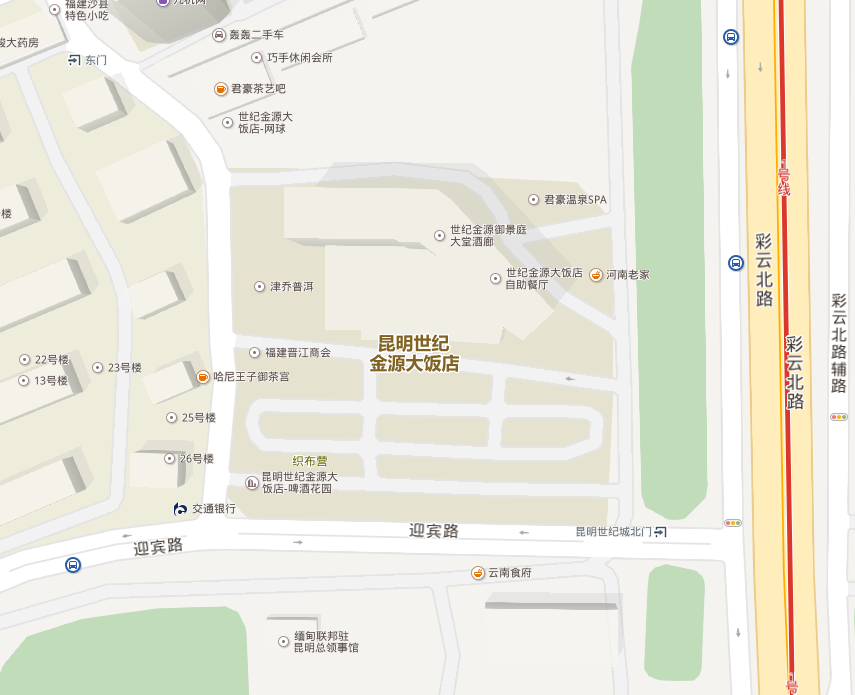 福建沙县
特色小吃
轰轰二手车
大药房
东门
巧手休闲会所
君豪茶艺吧
世纪金源大
饭店-网球
1号线
君豪温泉SPA
号楼
世纪金源御景庭
大堂酒廊
彩云北路
世纪金源大饭店
自助餐厅
河南老家
津乔普洱
彩云北路辅路
昆明世纪
金源大饭店
彩云北路
福建晋江商会
22号楼
23号楼
13号楼
哈尼王子御茶宫
25号楼
26号楼
织布营
昆明世纪金源大
饭店-啤酒花园
交通银行
迎宾路
昆明世纪城北门
迎宾路
云南食府
缅甸联邦驻
昆明总领事馆
号